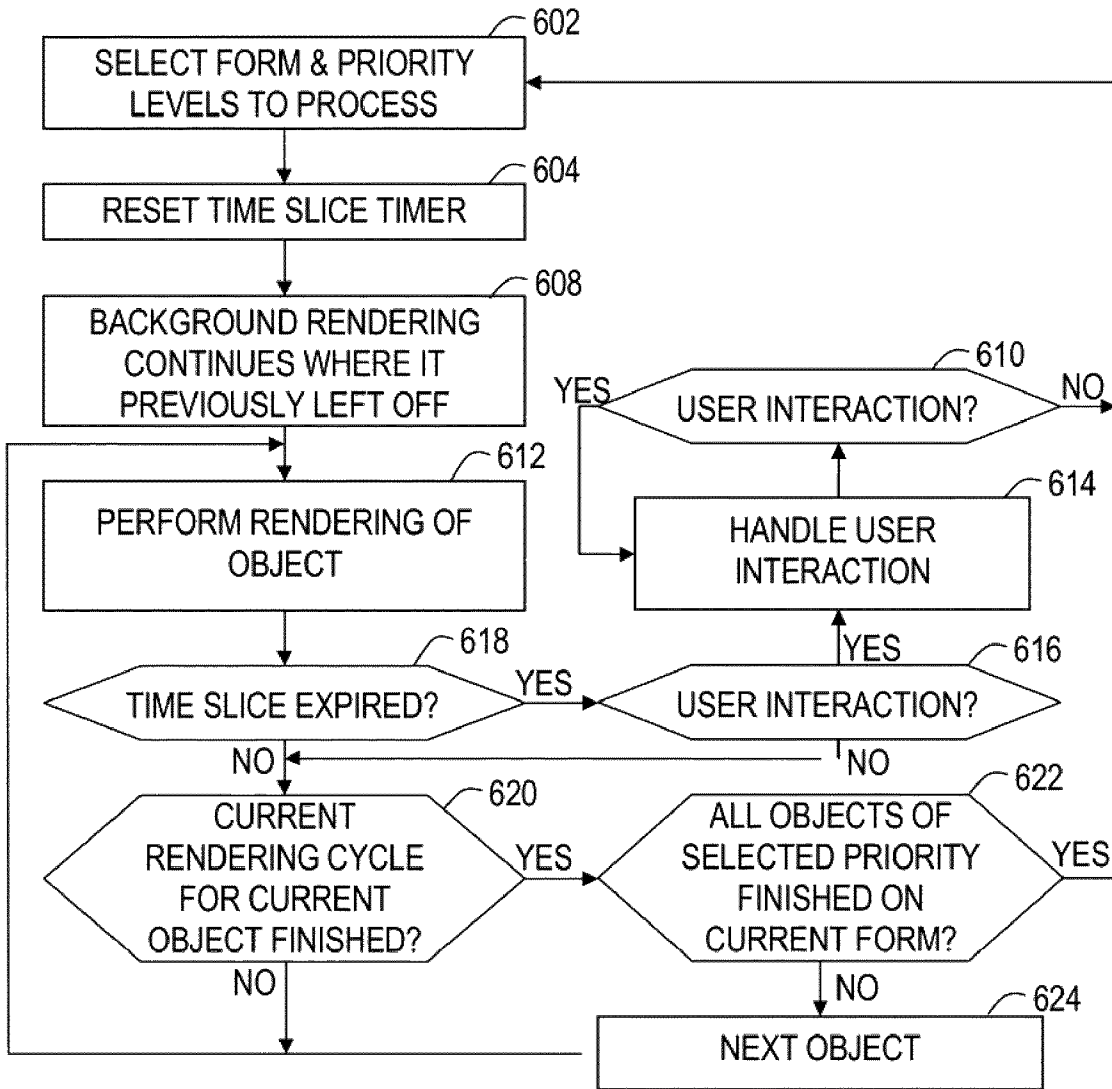 602
SELECT FORM & PRIORITY
LEVELS TO PROCESS
604
RESET TIME SLICE TIMER
608
BACKGROUND RENDERING
CONTINUES WHERE IT
PREVIOUSLY LEFT OFF
610
YES
USER INTERACTION?
NO
612
PERFORM RENDERING OF
OBJECT
614
HANDLE USER
INTERACTION
618
TIME SLICE EXPIRED?
YES
NO
616
YES
USER INTERACTION?
NO
620
CURRENT
RENDERING CYCLE
FOR CURRENT
OBJECT FINISHED?
YES
NO
622
ALL OBJECTS OF
SELECTED PRIORITY
FINISHED ON
CURRENT FORM?
YES
NO
624
NEXT OBJECT